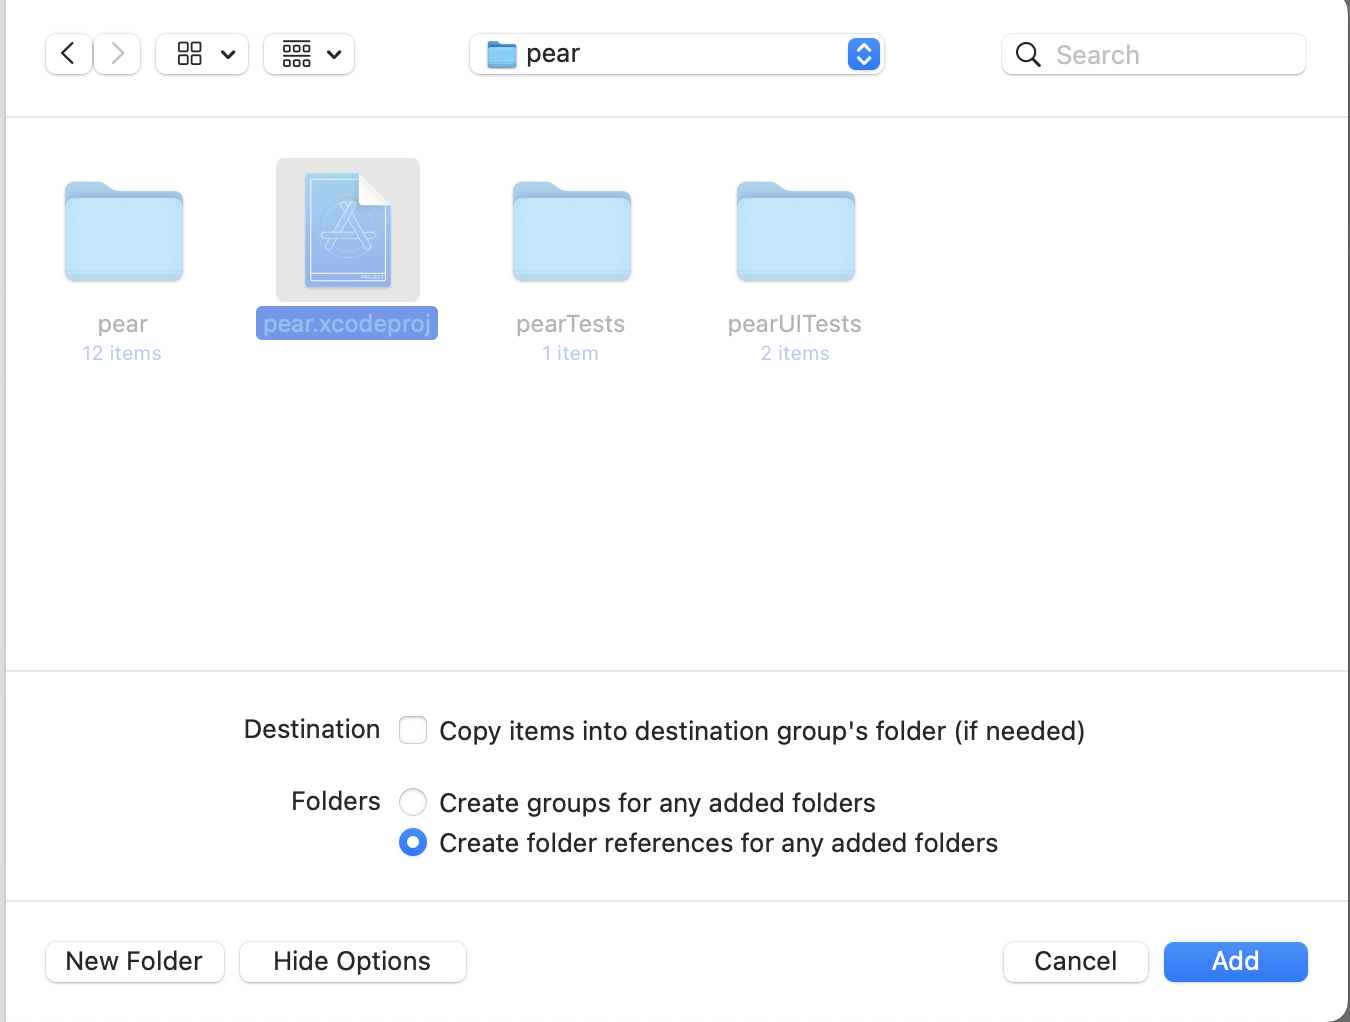 pear
Search
pear
12 items
pear.xcodeproj
pearTests
1 item
pearUITests
2 items
PROJECT
Destination
Copy items into destination group's folder (if needed)
Folders
Create groups for any added folders
Create folder references for any added folders
New Folder
Hide Options
Cancel
Add